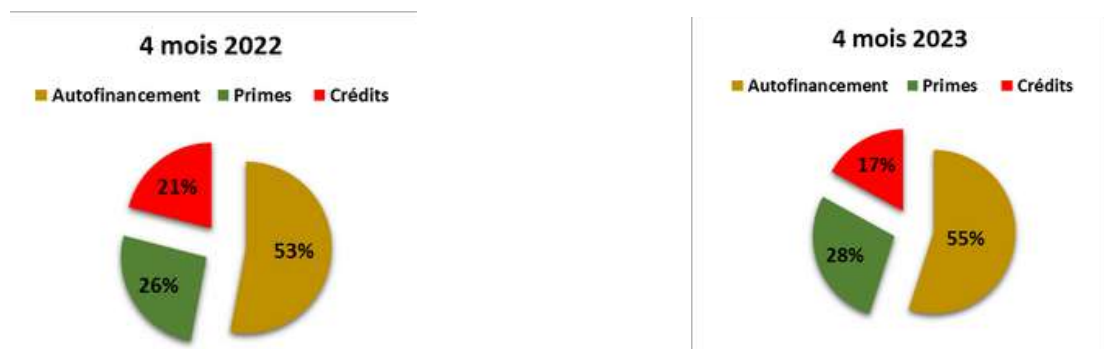 4 mois 2022
Autofinancement Primes Crédits
21%
53%
26%
4 mois 2023
Autofinancement Primes Crédits
17%
55%
28%